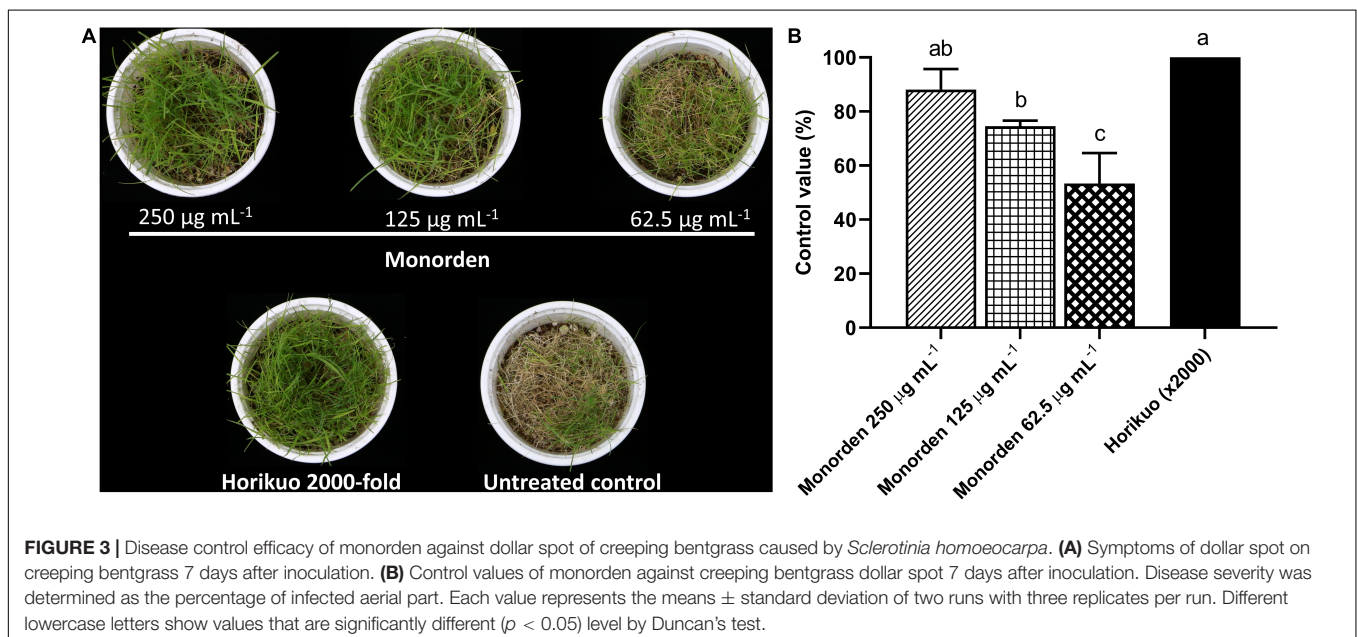 A
250 µg mL-1
125 µg mL-1
62.5 µg mL-1
Monorden
Horikuo 2000-fold
Untreated control
B
Control value (%)
100
80
60
40
20
0
ab
b
c
a
Monorden 250 µg mL-1
Monorden 125 µg mL-1
Monorden 62.5 µg mL-1
Horikuo (x2000)
FIGURE 3 | Disease control efficacy of monorden against dollar spot of creeping bentgrass caused by Sclerotinia homoeocarpa. (A) Symptoms of dollar spot on
creeping bentgrass 7 days after inoculation. (B) Control values of monorden against creeping bentgrass dollar spot 7 days after inoculation. Disease severity was
determined as the percentage of infected aerial part. Each value represents the means ± standard deviation of two runs with three replicates per run. Different
lowercase letters show values that are significantly different (p < 0.05) level by Duncan's test.